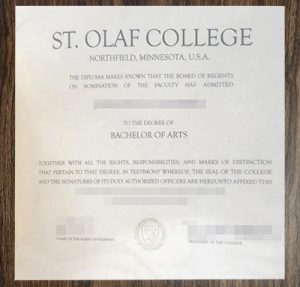 ST. OLAF COLLEGE
NORTHFIELD, MINNESOTA, U.S.A.
THE DIPLOMA MAKES KNOWN THAT THE BOARD OF REGENTS
ON NOMINATION OF THE FACULTY HAS ADMITTED
TO THE DEGREE OF
BACHELOR OF ARTS
TOGETHER WITH ALL THE RIGHTS, RESPONSIBILITIES, AND MARKS OF DISTINCTION
THAT PERTAIN TO THAT DEGREE. IN TESTIMONY WHEREOF, THE SEAL OF THE COLLEGE
AND THE SIGNATURES OF ITS DULY AUTHORIZED OFFICERS ARE HEREUNTO AFFIXED THIS
CHAIR OF THE BOARD OF REGENTS
PRESIDENT OF THE COLLEGE